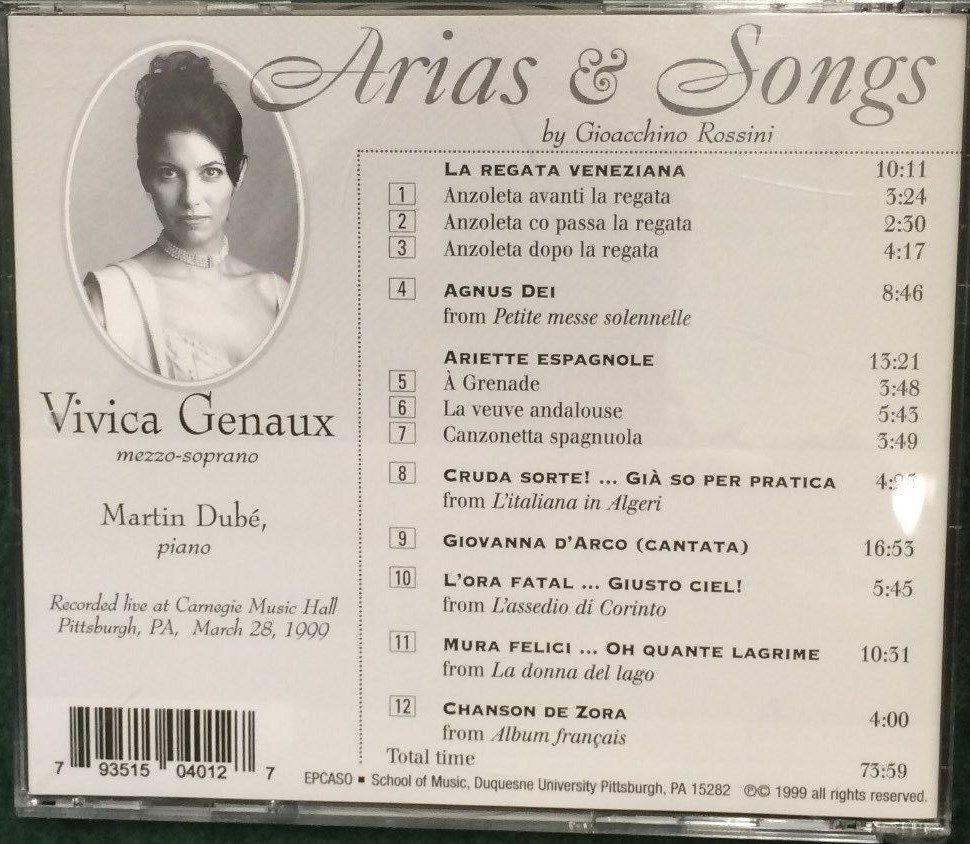 Arias & Songs
by Gioacchino Rossini
LA REGATA VENEZIANA 10:11
1 Anzoleta avanti la regata 3:24
2 Anzoleta co passa la regata 2:30
3 Anzoleta dopo la regata 4:17
4 AGNUS DEI 8:46
from Petite messe solennelle
ARIETTE ESPAGNOLE 13:21
5 À Grenade 3:48
6 La veuve andalouse 5:43
7 Canzonetta spagnuola 3:49
8 CRUDA SORTE! ... GIÀ SO PER PRATICA
from L'italiana in Algeri
9 GIOVANNA D'ARCO (CANTATA) 16:53
10 L'ORA FATAL ... GIUSTO CIEL! 5:45
from L'assedio di Corinto
11 MURA FELICI ... OH QUANTE LAGRIME 10:31
from La donna del lago
12 CHANSON DE ZORA 4:00
from Album français
Total time 73:59
Vivica Genaux
mezzo-soprano
Martin Dubé,
piano
Recorded live at Carnegie Music Hall
Pittsburgh, PA, March 28, 1999
7 93515 04012 7
EPCASO ■ School of Music, Duquesne University Pittsburgh, PA 15282 ℗© 1999 all rights reserved.